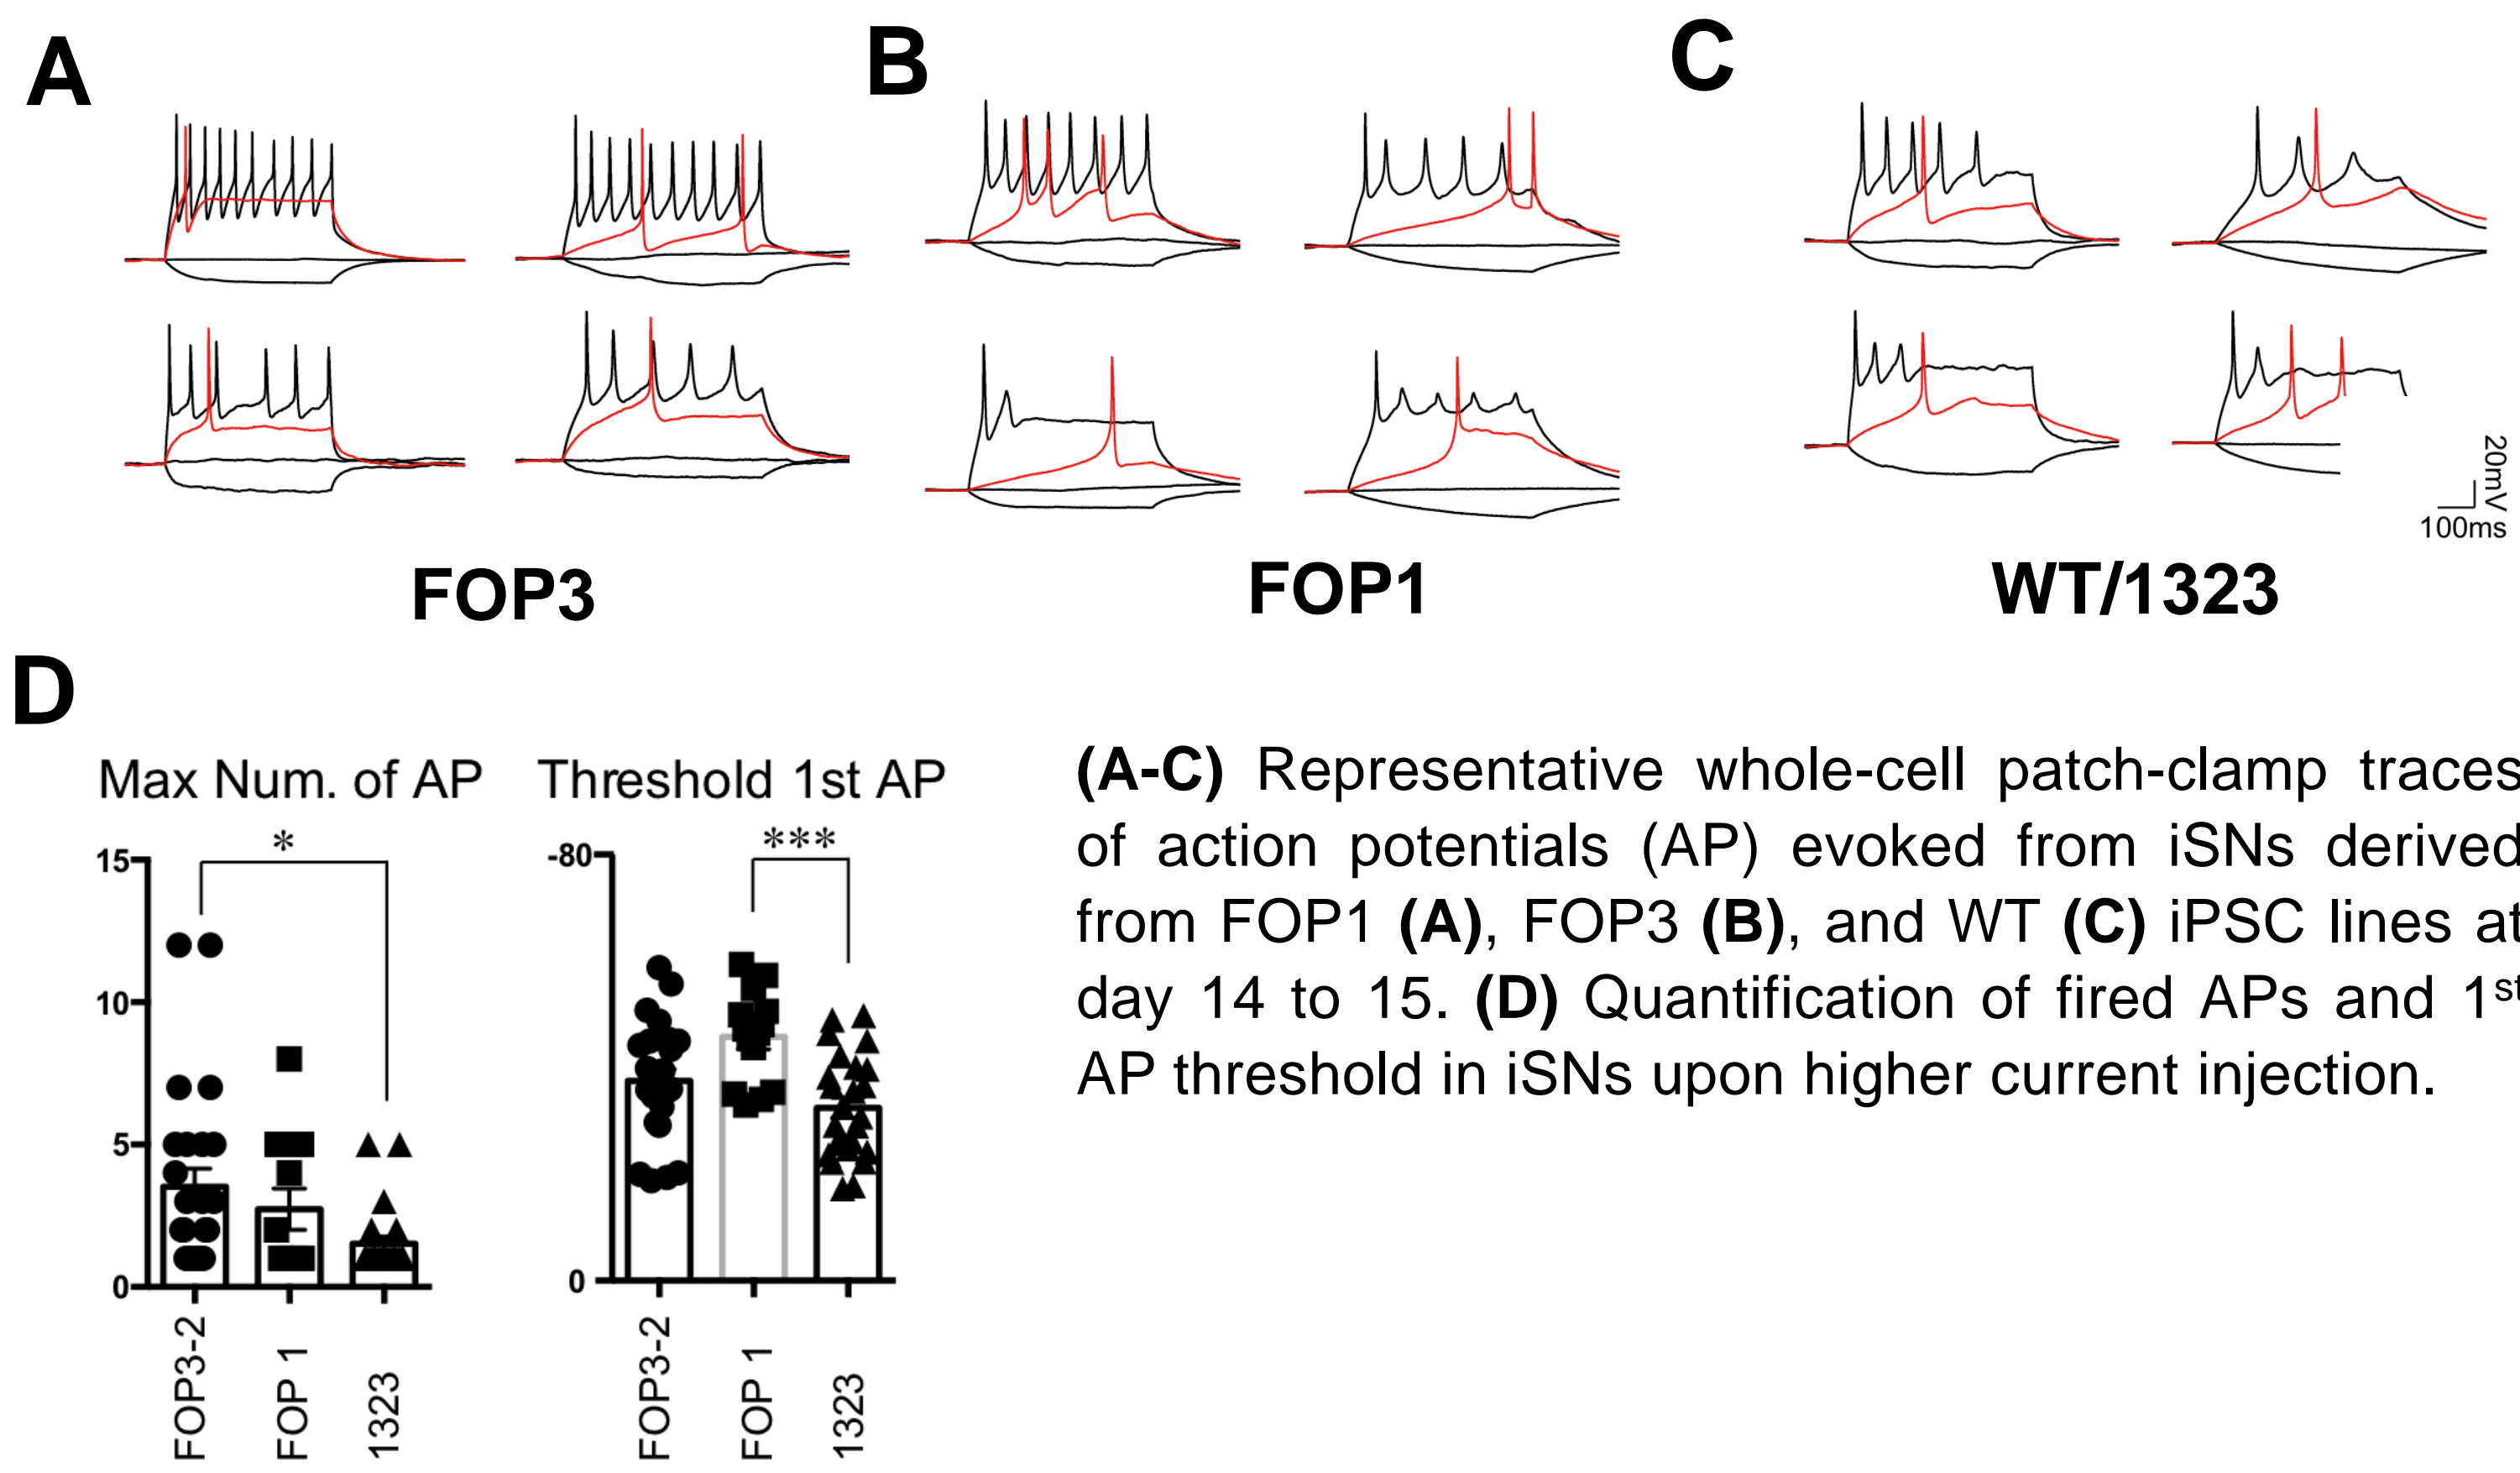 A
B
C
20mV
100ms
FOP3
FOP1
WT/1323
D
Max Num. of AP
*
15
10
5
0
FOP3-2
FOP 1
1323
Threshold 1st AP
***
-80
0
FOP3-2
FOP 1
1323
(A-C) Representative whole-cell patch-clamp traces
of action potentials (AP) evoked from iSNs derived
from FOP1 (A), FOP3 (B), and WT (C) iPSC lines at
day 14 to 15. (D) Quantification of fired APs and 1st
AP threshold in iSNs upon higher current injection.